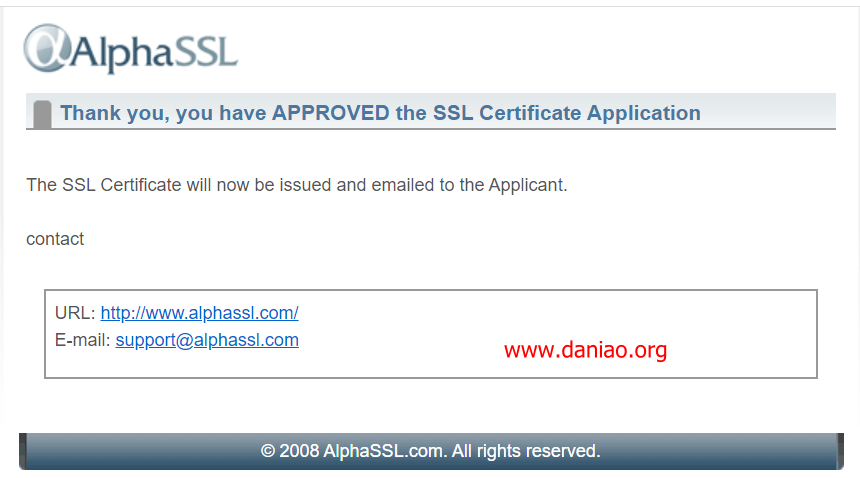 AlphaSSL
Thank you, you have APPROVED the SSL Certificate Application
The SSL Certificate will now be issued and emailed to the Applicant.
contact
URL: http://www.alphassl.com/
E-mail: support@alphassl.com
www.daniao.org
© 2008 AlphaSSL.com. All rights reserved.